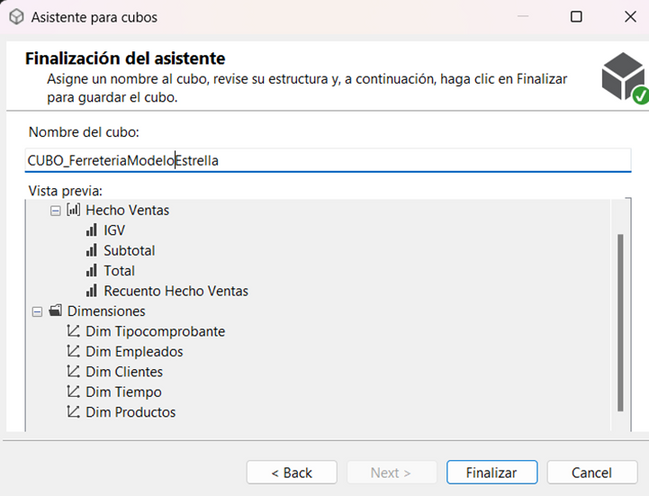 Asistente para cubos
Finalización del asistente
Asigne un nombre al cubo, revise su estructura y, a continuación, haga clic en Finalizar
para guardar el cubo.
Nombre del cubo:
CUBO_FerreteriaModeloEstrella
Vista previa:
Hecho Ventas
IGV
Subtotal
Total
Recuento Hecho Ventas
Dimensiones
Dim Tipocomprobante
Dim Empleados
Dim Clientes
Dim Tiempo
Dim Productos
< Back Next > Finalizar Cancel